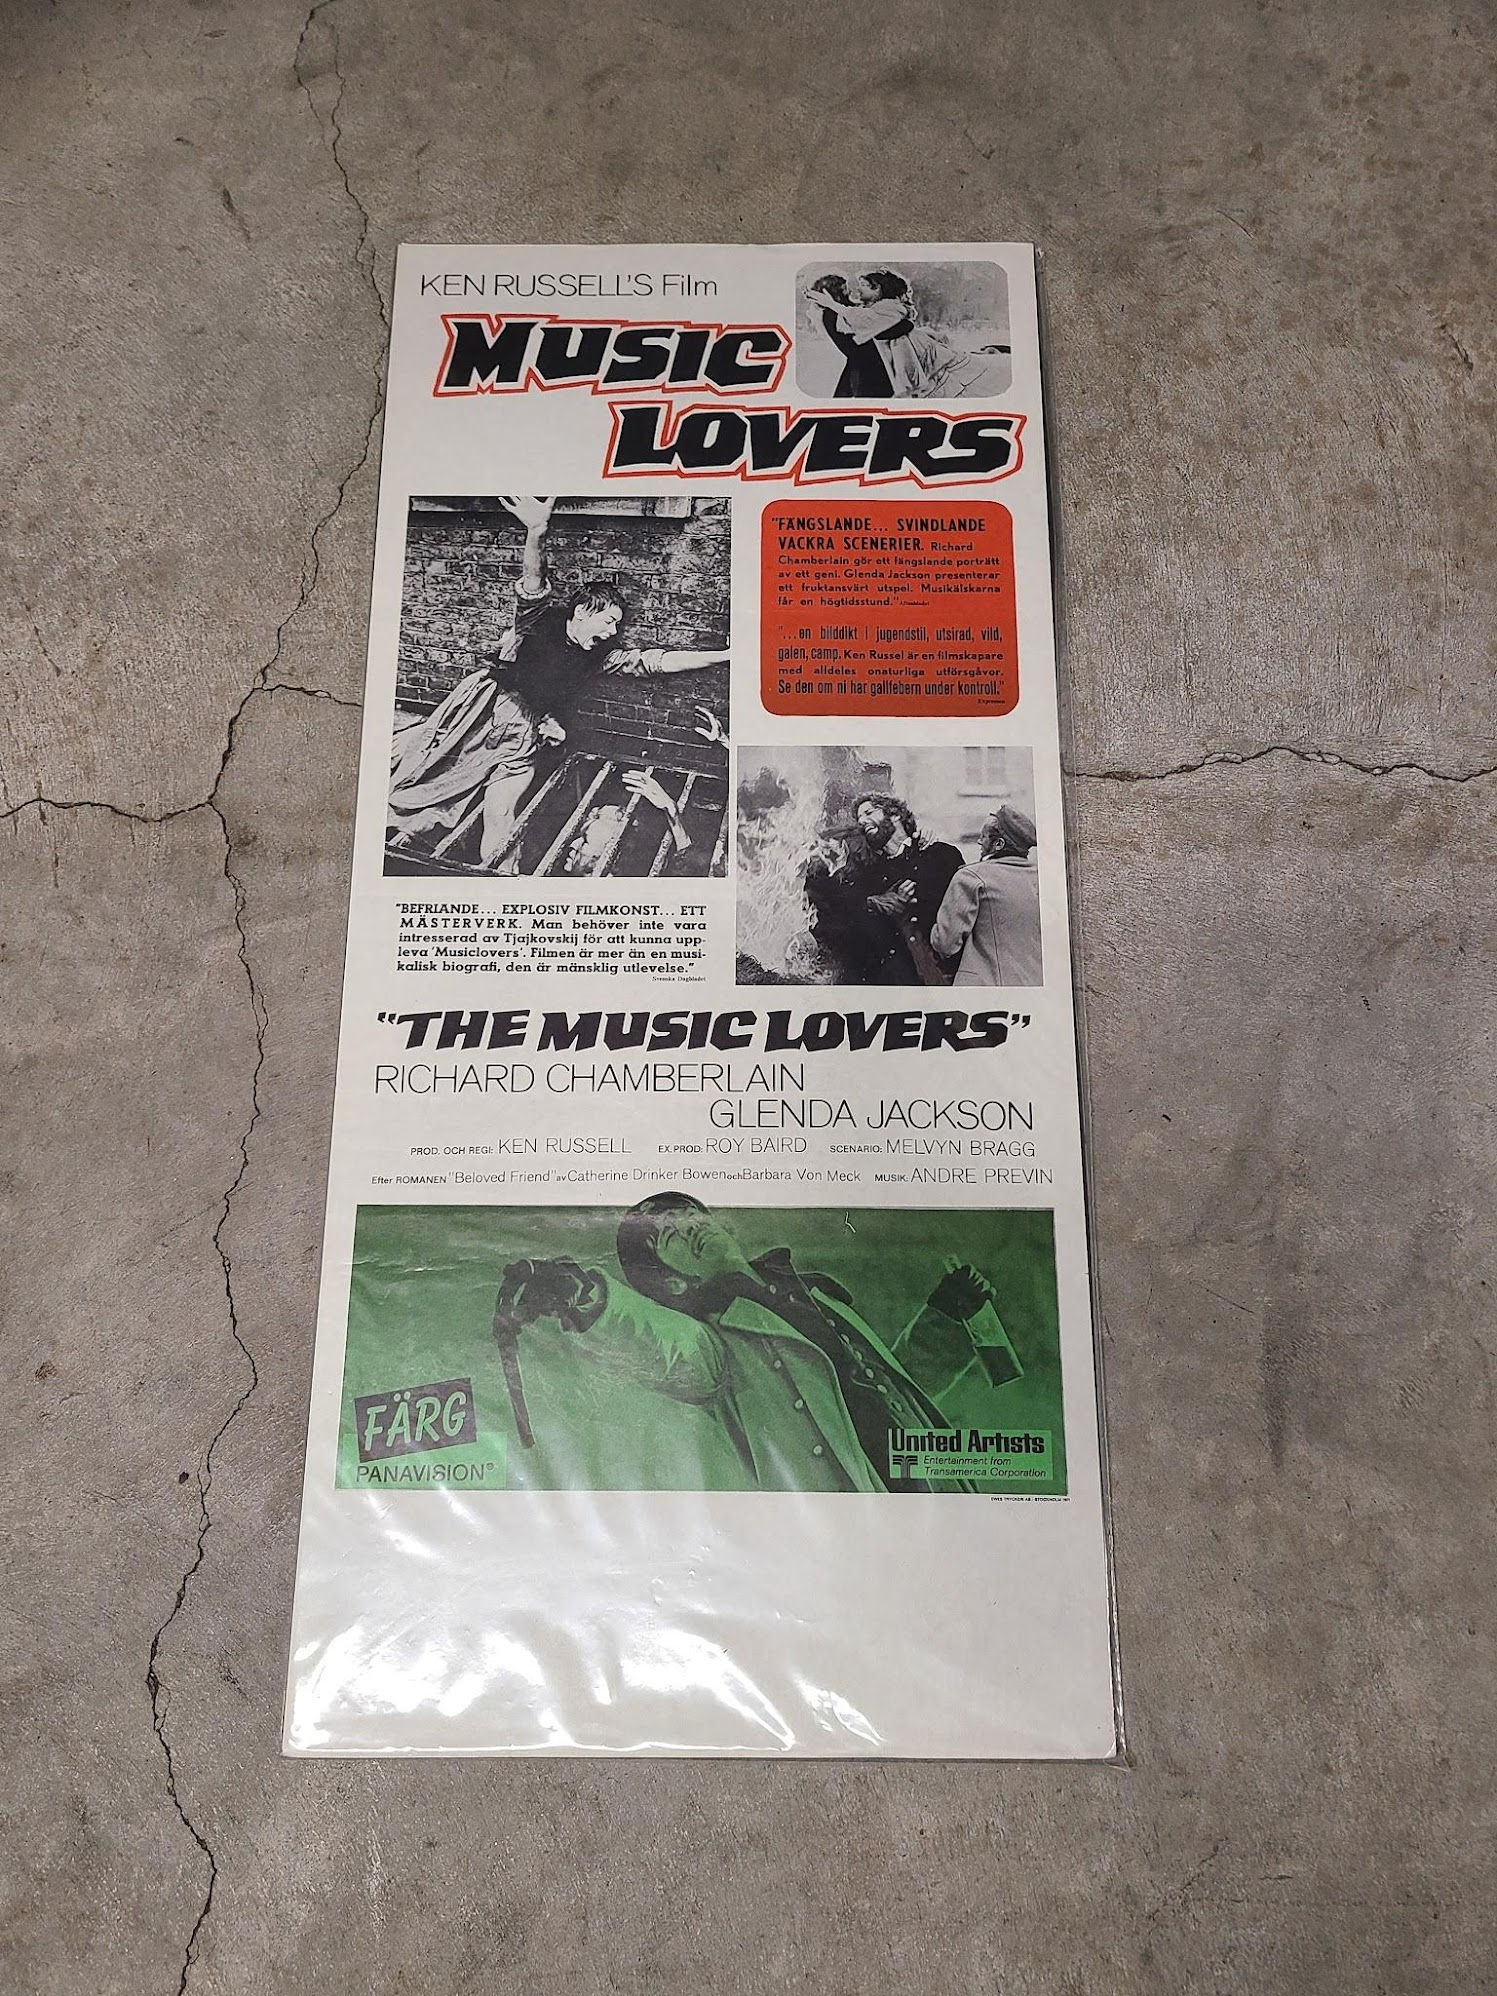 KEN RUSSELL'S Film
MUSIC
LOVERS
"FÄNGSLANDE... SVINDLANDE
VACKRA SCENERIER. Richard
Chamberlain gör ett fängslande porträtt
av ett geni. Glenda Jackson presenterar
ett fruktansvärt utspel. Musikälskarna
får en högtidsstund." Aftonbladet
"...en bilddikt i jugendstil, utsirad, vild,
galen, camp. Ken Russel är en filmskapare
med alldeles onaturliga utförsgåvor.
Se den om ni har gallfebern under kontroll."
Expressen
"BEFRIANDE... EXPLOSIV FILMKONST... ETT
MÄSTERVERK. Man behöver inte vara
intresserad av Tjajkovskij för att kunna upp-
leva 'Musiclovers'. Filmen är mer än en musi-
kalisk biografi, den är mänsklig utlevelse."
Svenska Dagbladet
"THE MUSIC LOVERS"
RICHARD CHAMBERLAIN
GLENDA JACKSON
PROD. OCH REGI: KEN RUSSELL EX. PROD: ROY BAIRD SCENARIO: MELVYN BRAGG
Efter ROMANEN "Beloved Friend" av Catherine Drinker Bowen och Barbara Von Meck MUSIK: ANDRE PREVIN
FÄRG
PANAVISION®
United Artists
Entertainment from
Transamerica Corporation
TRYCKERI AB. STOCKHOLM 1971